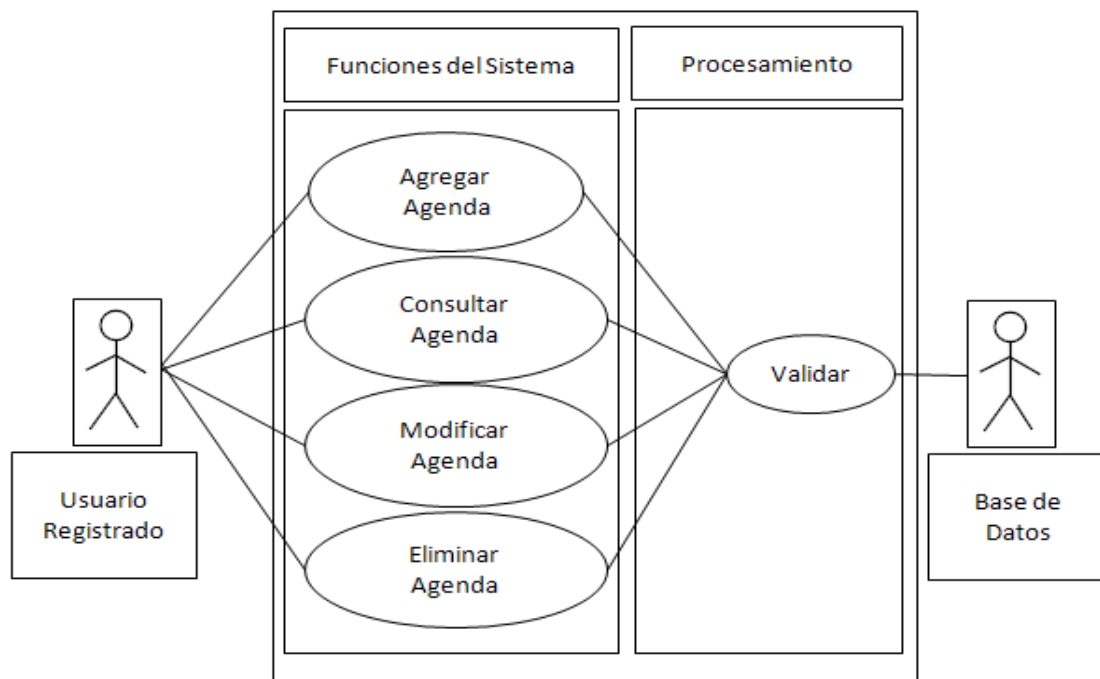 Funciones del Sistema
Procesamiento
Agregar
Agenda
Consultar
Agenda
Modificar
Agenda
Eliminar
Agenda
Validar
Usuario
Registrado
Base de
Datos